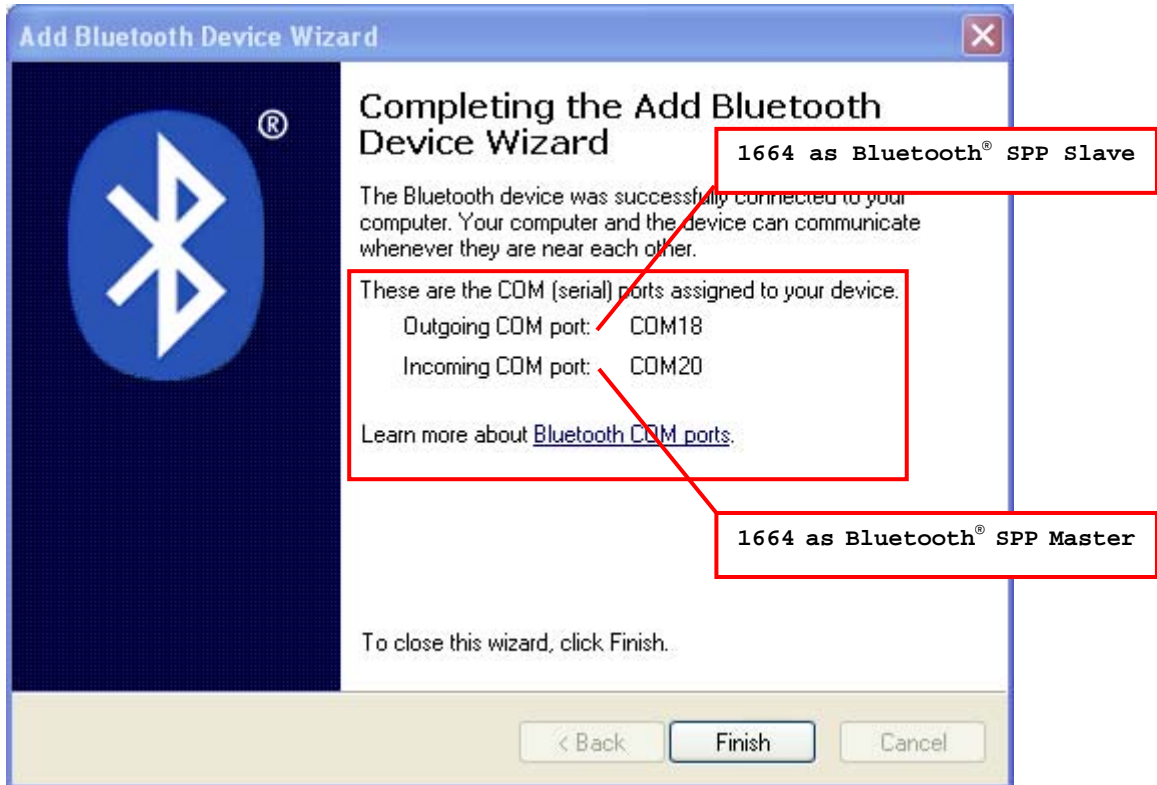 Add Bluetooth Device Wizard
®
Completing the Add Bluetooth
Device Wizard
1664 as Bluetooth® SPP Slave
The Bluetooth device was successfully connected to your
computer. Your computer and the device can communicate
whenever they are near each other.
These are the COM (serial) ports assigned to your device.
Outgoing COM port: COM18
Incoming COM port: COM20
Learn more about Bluetooth COM ports.
1664 as Bluetooth® SPP Master
To close this wizard, click Finish.
< Back Finish Cancel